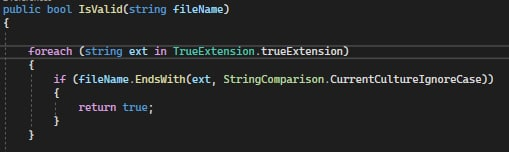 public bool IsValid(string fileName)
{
foreach (string ext in TrueExtension.trueExtension)
{
if (fileName.EndsWith(ext, StringComparison.CurrentCultureIgnoreCase))
{
return true;
}
}